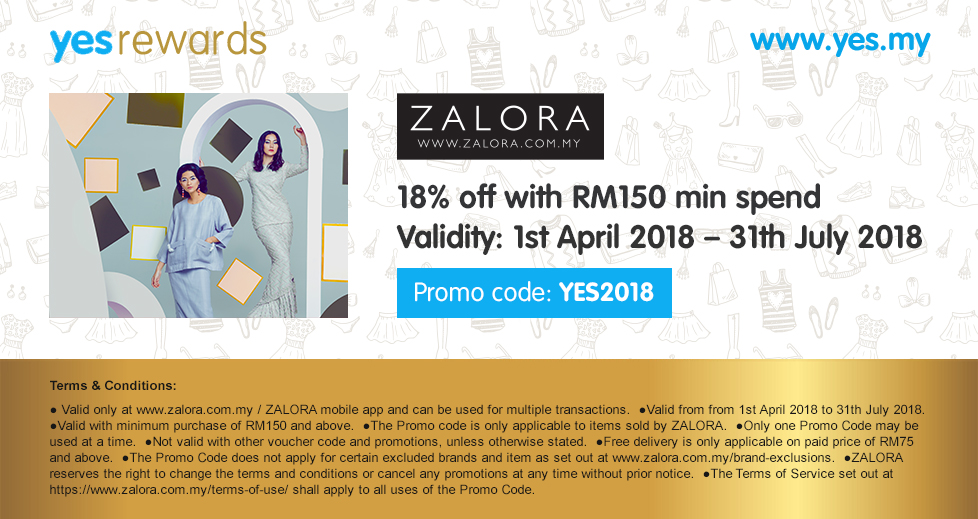 yesrewards
www.yes.my
ZALORA
WWW.ZALORA.COM.MY
18% off with RM150 min spend
Validity: 1st April 2018 – 31th July 2018
Promo code: YES2018
Terms & Conditions:
● Valid only at www.zalora.com.my / ZALORA mobile app and can be used for multiple transactions. ●Valid from from 1st April 2018 to 31th July 2018.
●Valid with minimum purchase of RM150 and above. ●The Promo code is only applicable to items sold by ZALORA. ●Only one Promo Code may be
used at a time. ●Not valid with other voucher code and promotions, unless otherwise stated. ●Free delivery is only applicable on paid price of RM75
and above. ●The Promo Code does not apply for certain excluded brands and item as set out at www.zalora.com.my/brand-exclusions. ●ZALORA
reserves the right to change the terms and conditions or cancel any promotions at any time without prior notice. ●The Terms of Service set out at
https://www.zalora.com.my/terms-of-use/ shall apply to all uses of the Promo Code.